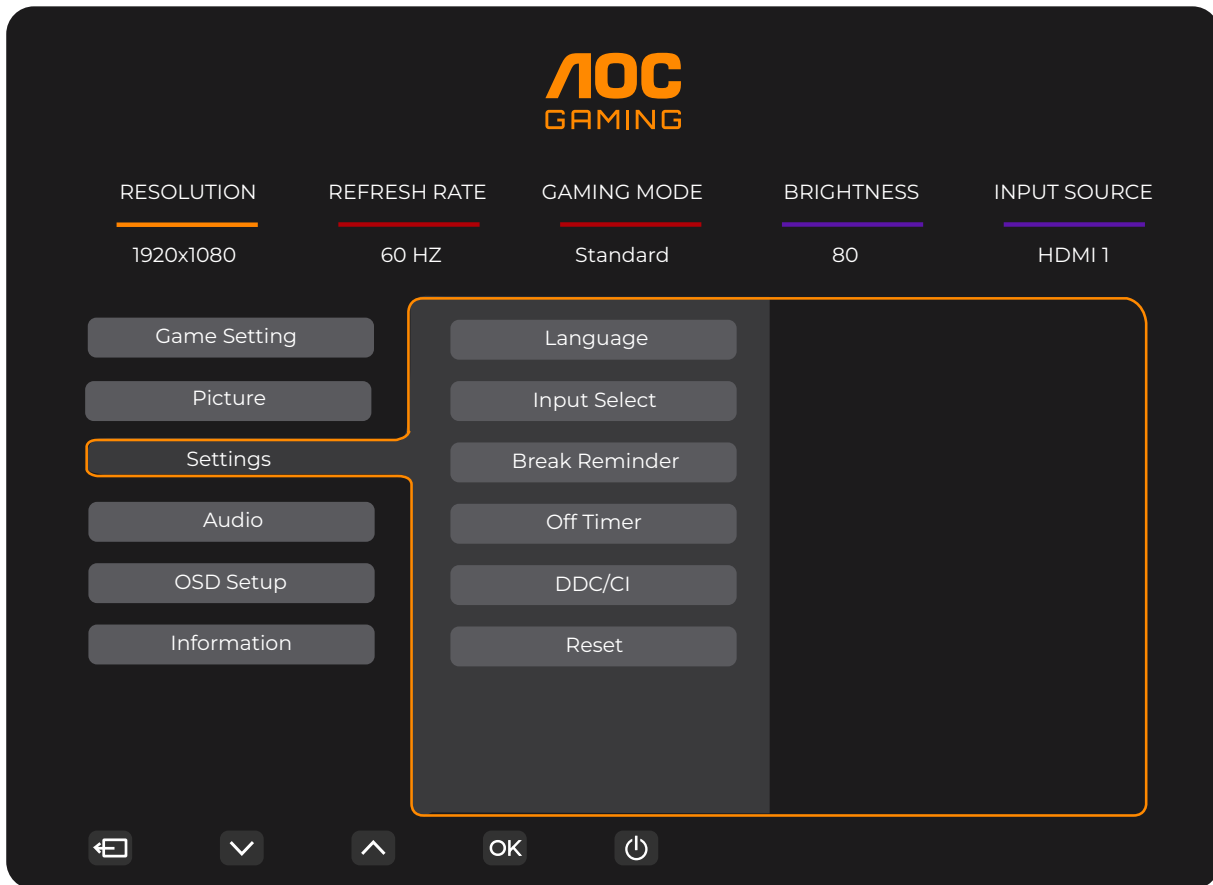 AOC
GAMING
RESOLUTION REFRESH RATE GAMING MODE BRIGHTNESS INPUT SOURCE
1920x1080 60 HZ Standard 80 HDMI 1
Game Setting Language
Picture Input Select
Settings Break Reminder
Audio Off Timer
OSD Setup DDC/CI
Information Reset
OK